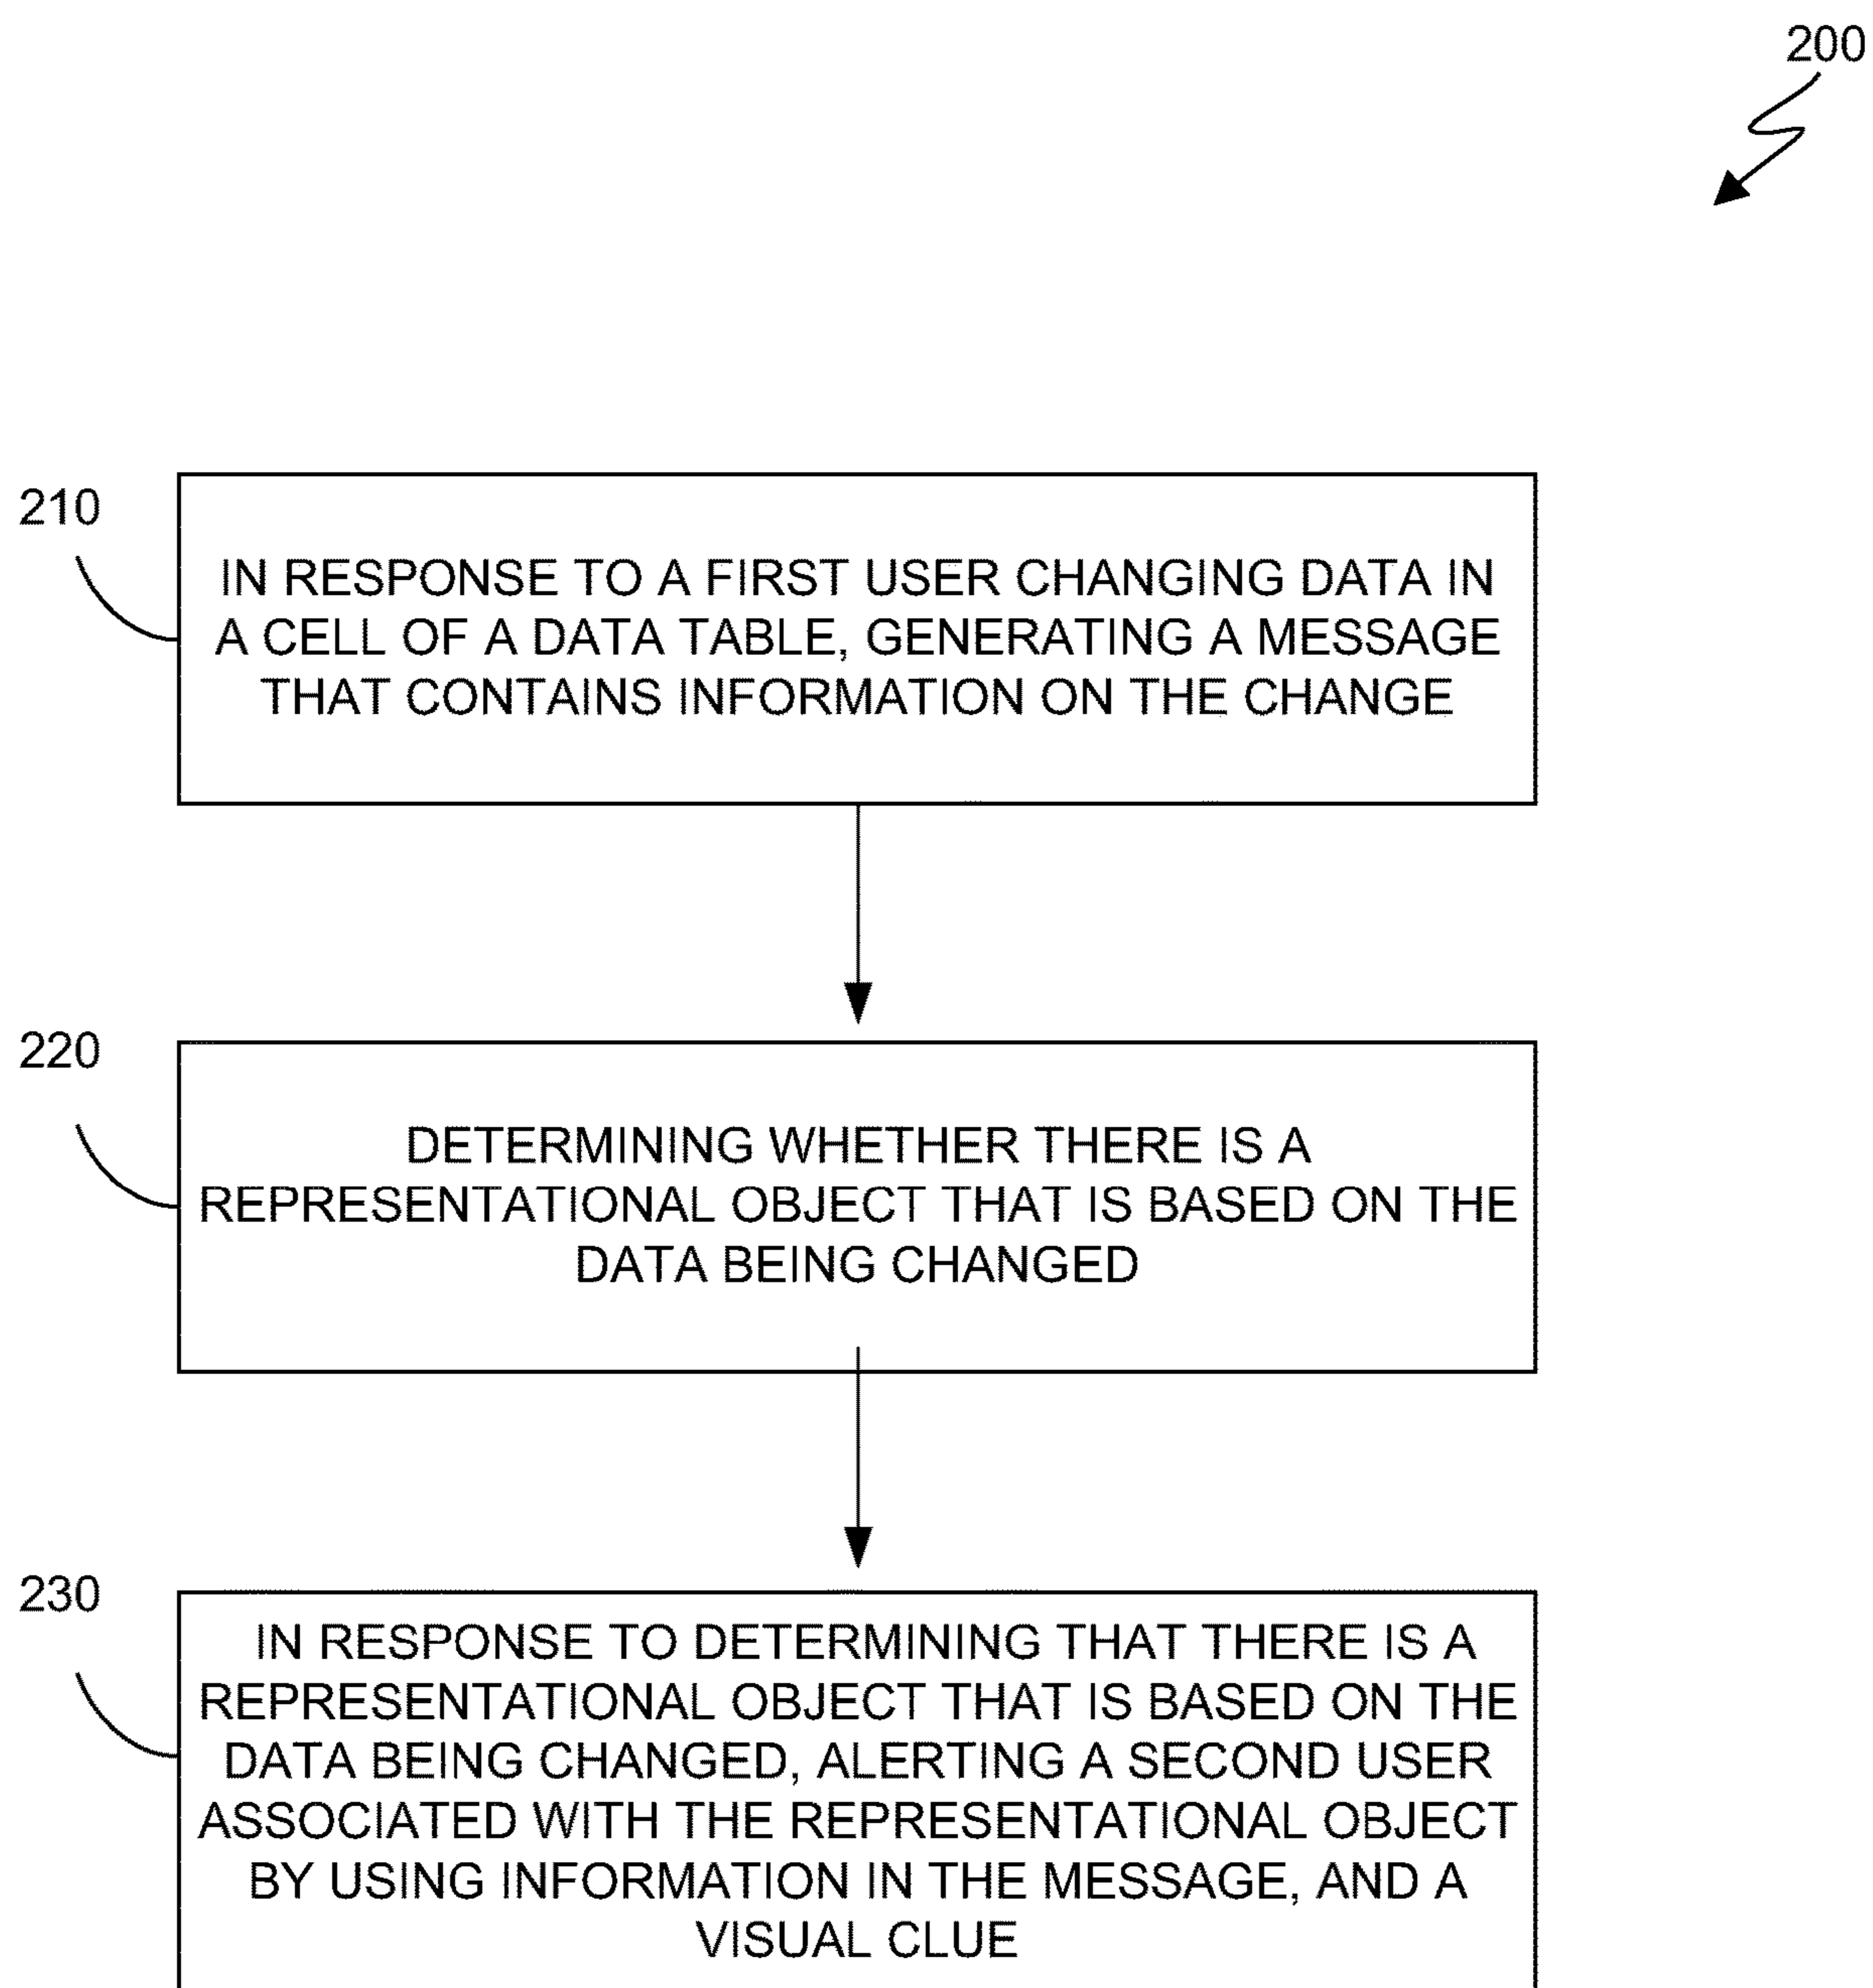 200
210
IN RESPONSE TO A FIRST USER CHANGING DATA IN
A CELL OF A DATA TABLE, GENERATING A MESSAGE
THAT CONTAINS INFORMATION ON THE CHANGE
220
DETERMINING WHETHER THERE IS A
REPRESENTATIONAL OBJECT THAT IS BASED ON THE
DATA BEING CHANGED
230
IN RESPONSE TO DETERMINING THAT THERE IS A
REPRESENTATIONAL OBJECT THAT IS BASED ON THE
DATA BEING CHANGED, ALERTING A SECOND USER
ASSOCIATED WITH THE REPRESENTATIONAL OBJECT
BY USING INFORMATION IN THE MESSAGE, AND A
VISUAL CLUE